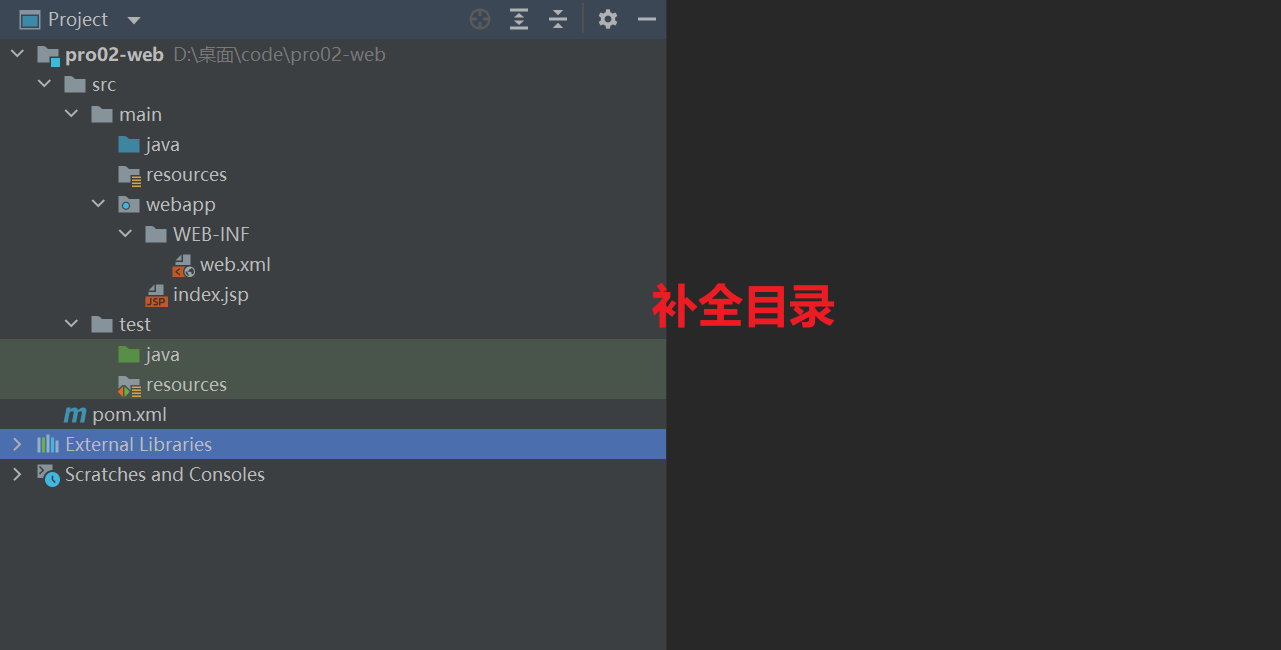 Project
pro02-web D:\桌面\code\pro02-web
src
main
java
resources
webapp
WEB-INF
web.xml
JSP index.jsp
补全目录
test
java
resources
m pom.xml
External Libraries
Scratches and Consoles